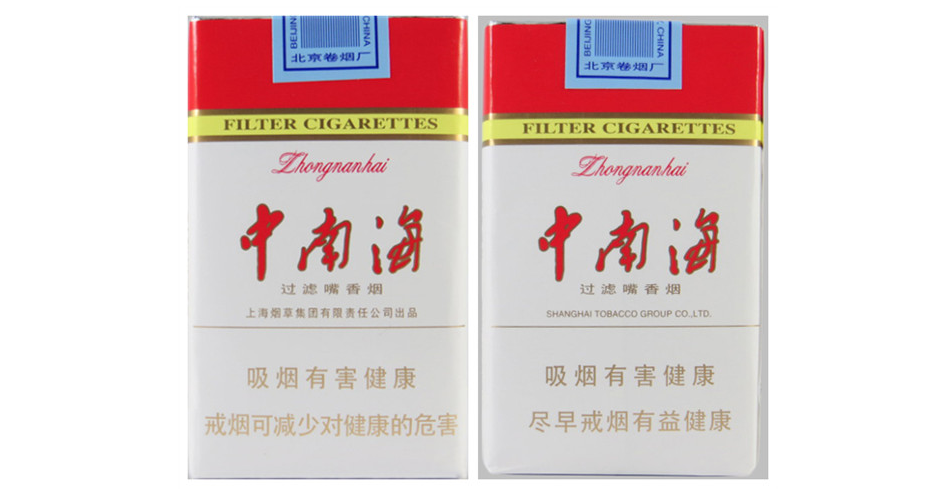 BEIJING
CHINA
北京卷烟厂
FILTER CIGARETTES
Zhongnanhai
中南海
过滤嘴香烟
上海烟草集团有限责任公司出品
吸烟有害健康
戒烟可减少对健康的危害
BEIJING
CHINA
北京卷烟厂
FILTER CIGARETTES
Zhongnanhai
中南海
过滤嘴香烟
SHANGHAI TOBACCO GROUP CO.,LTD.
吸烟有害健康
尽早戒烟有益健康